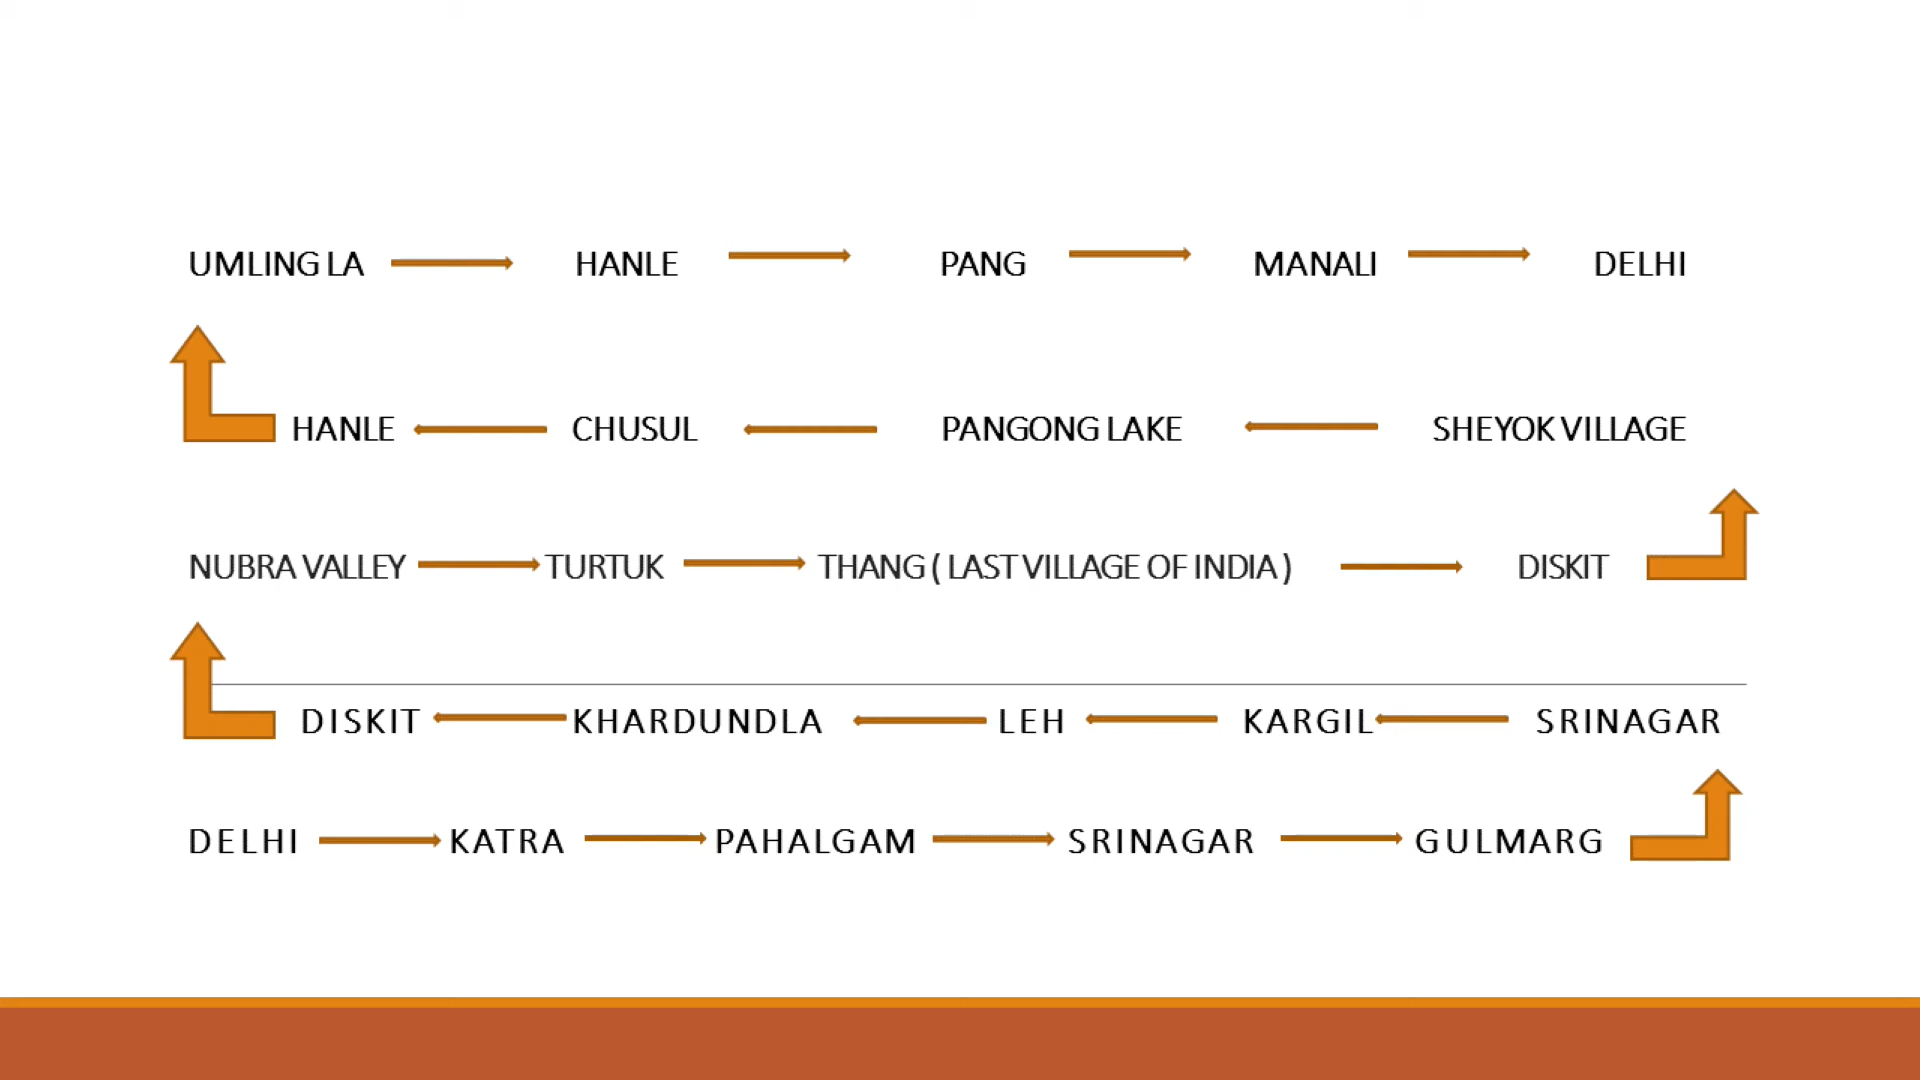 UMLING LA HANLE PANG MANALI DELHI
HANLE CHUSUL PANGONG LAKE SHEYOK VILLAGE
NUBRA VALLEY TURTUK THANG ( LAST VILLAGE OF INDIA ) DISKIT
DISKIT KHARDUNDLA LEH KARGIL SRINAGAR
DELHI KATRA PAHALGAM SRINAGAR GULMARG